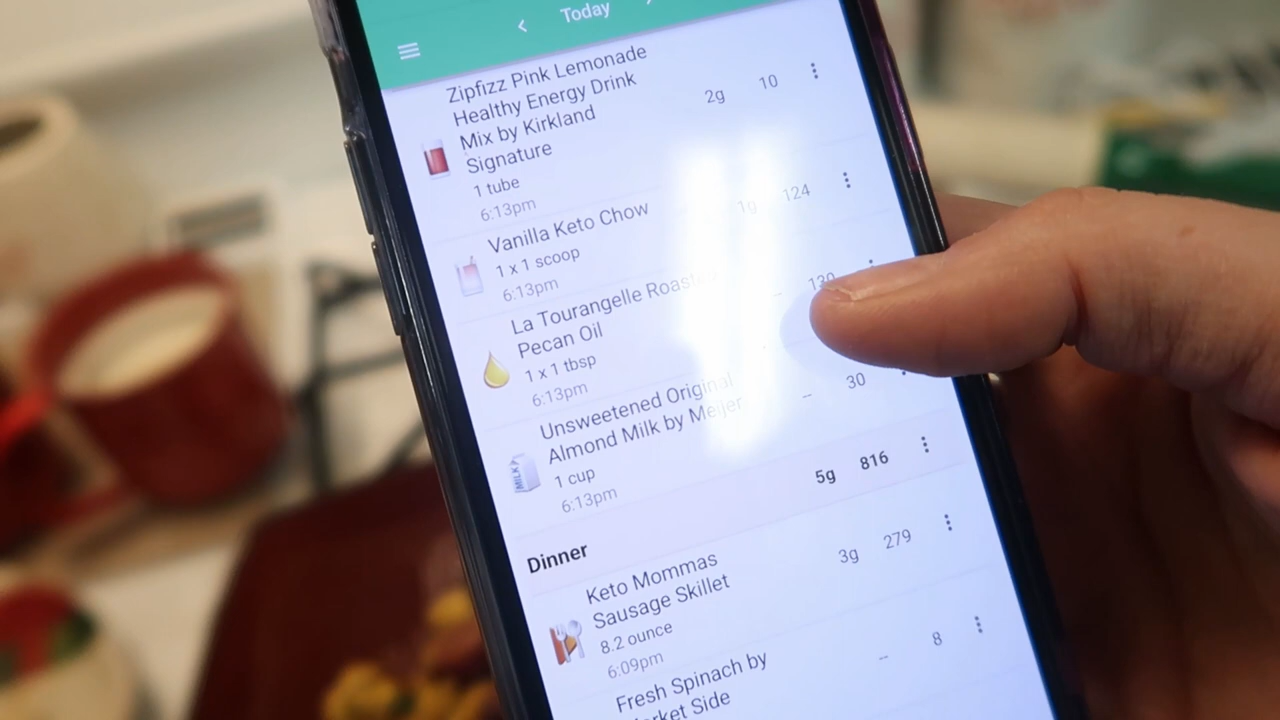 Today
Zipfizz Pink Lemonade
Healthy Energy Drink
Mix by Kirkland
Signature
2g 10
1 tube
6:13pm
Vanilla Keto Chow
1g 124
1 x 1 scoop
6:13pm
La Tourangelle
Pecan Oil
1 x 1 tbsp
6:13pm
Unsweetened Original
Almond Milk by Meijer
– 30
MILK
1 cup
6:13pm
5g 816
Dinner
Keto Mommas
Sausage Skillet
3g 279
8.2 ounce
6:09pm
Fresh Spinach by
– 8
Side